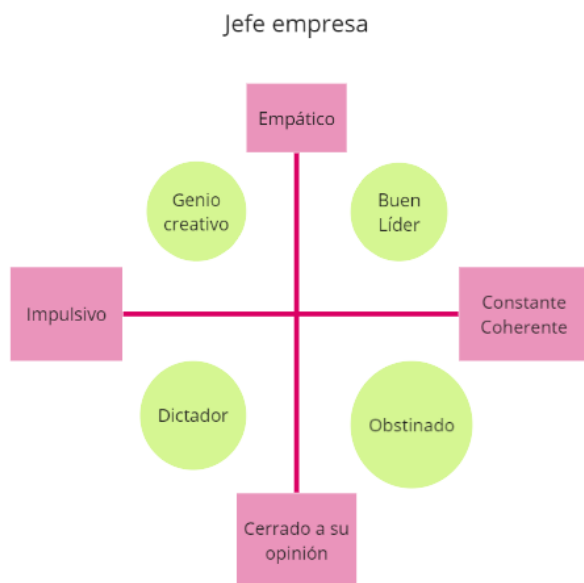 Jefe empresa
Empático
Genio
creativo
Buen
Líder
Impulsivo
Constante
Coherente
Dictador
Obstinado
Cerrado a su
opinión